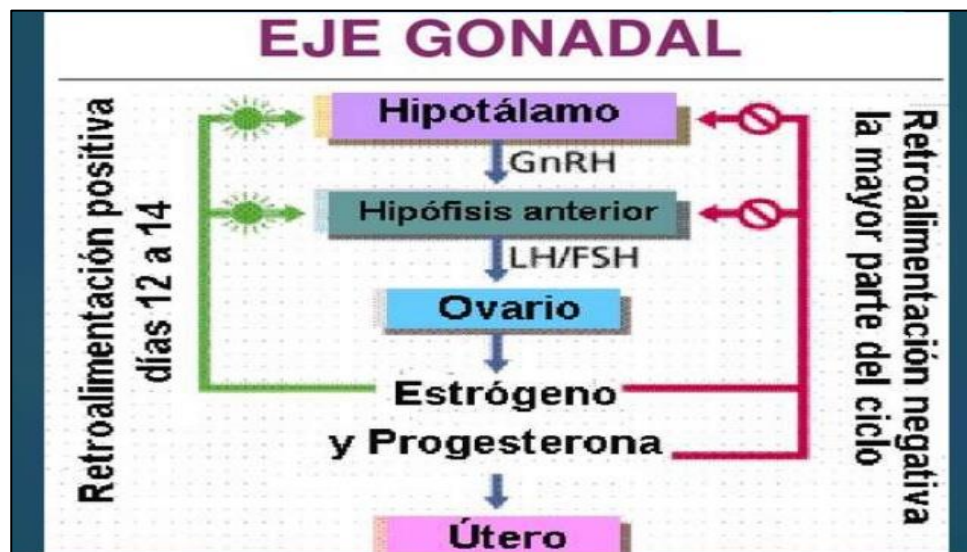 EJE GONADAL
Retroalimentación positiva
días 12 a 14
Hipotálamo
GnRH
Hipófisis anterior
LH/FSH
Ovario
Estrógeno
y Progesterona
Útero
Retroalimentación negativa
la mayor parte del ciclo